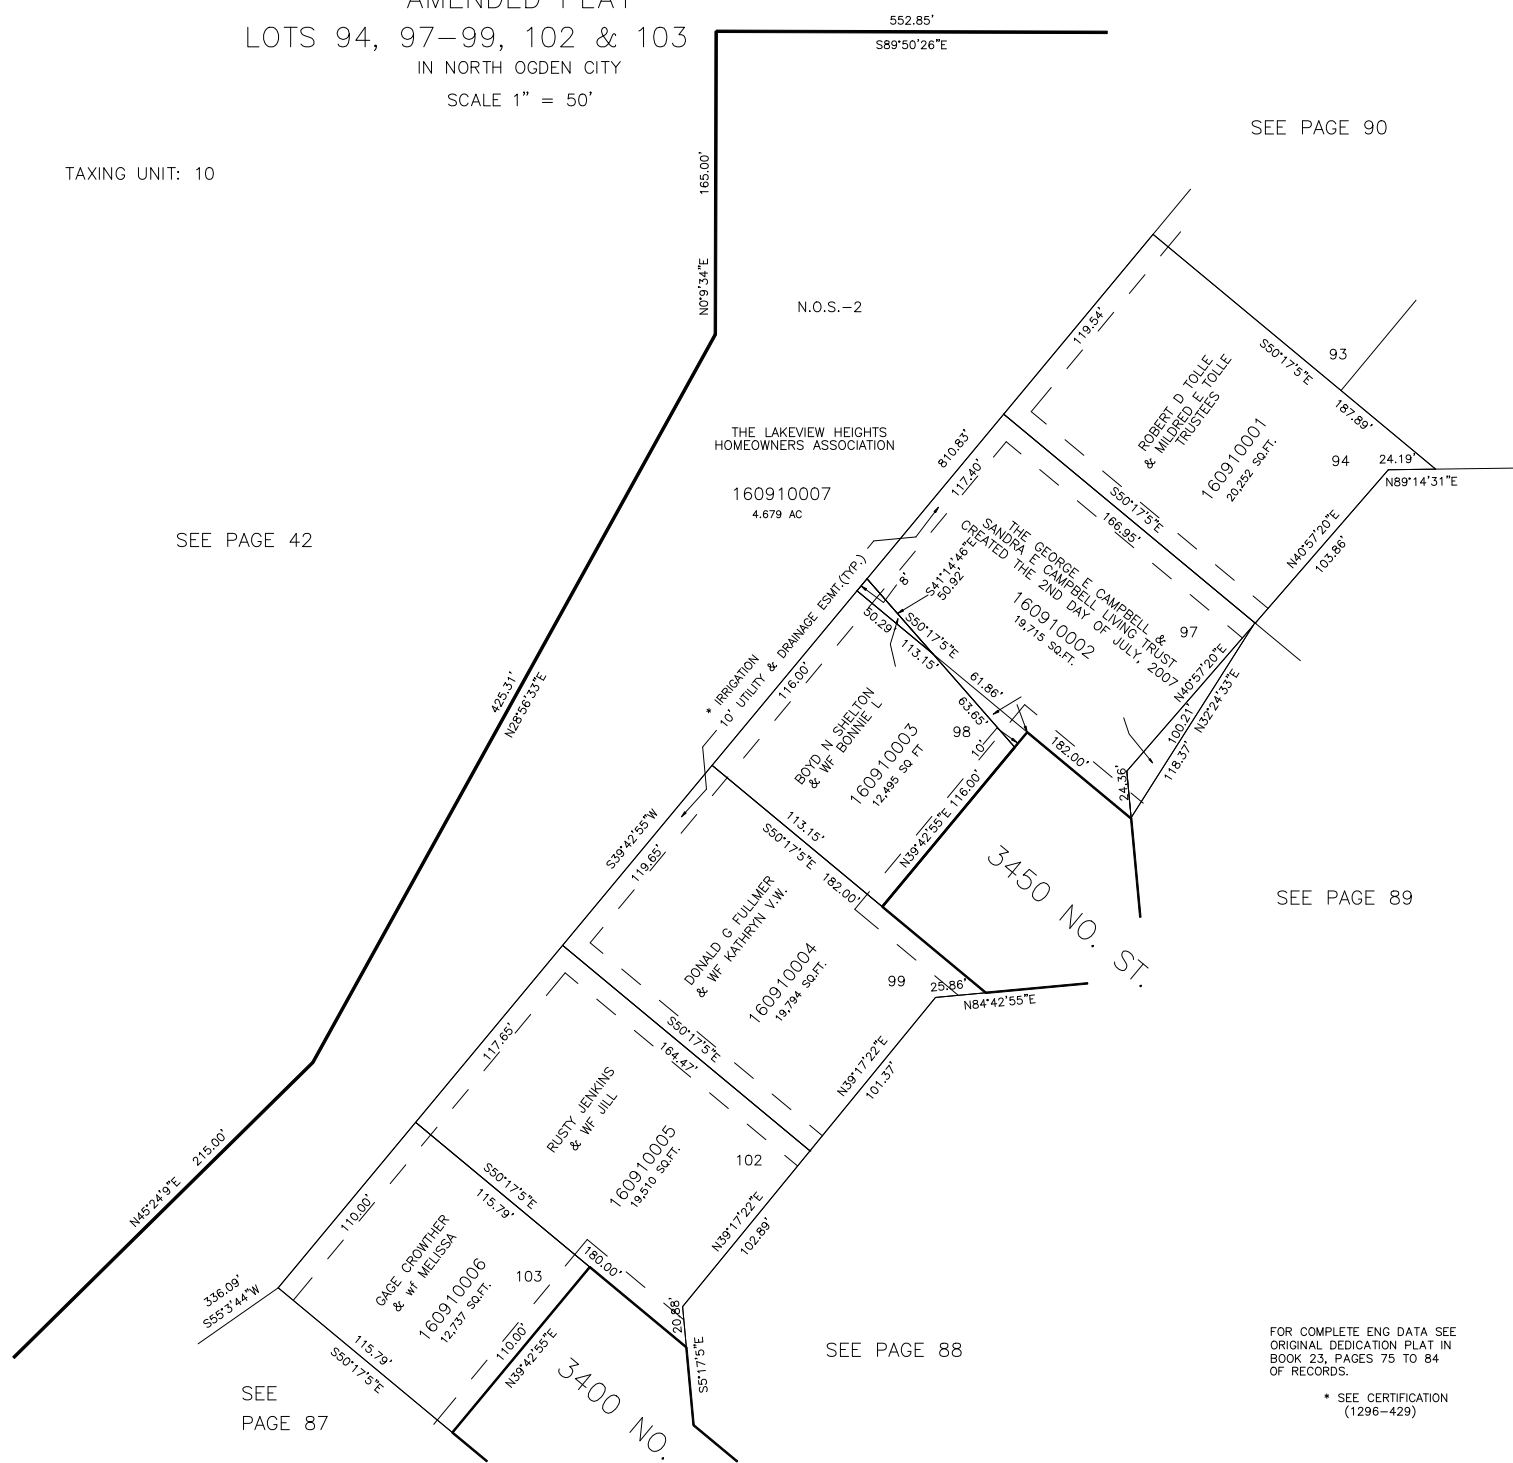 AMENDED PLAT
LOTS 94, 97-99, 102 & 103
IN NORTH OGDEN CITY
SCALE 1" = 50'
TAXING UNIT: 10
552.85'
S89°50'26"E
165.00'
N0°9'34"E
SEE PAGE 90
N.O.S.-2
THE LAKEVIEW HEIGHTS
HOMEOWNERS ASSOCIATION
160910007
4.679 AC
SEE PAGE 42
425.31'
N28°56'33"E
215.00'
N45°24'9"E
336.09'
S55°3'44"W
810.83'
S39°42'55"W
119.54'
93
S50°17'5"E
187.89'
ROBERT D TOLLE
& MILDRED E TOLLE
TRUSTEES
160910001
20,252 SQ.FT.
94
24.19'
N89°14'31"E
N40°57'20"E
103.86'
S50°17'5"E
166.95'
117.40'
THE GEORGE E CAMPBELL &
SANDRA E CAMPBELL LIVING TRUST
CREATED THE 2ND DAY OF JULY, 2007
160910002
19,715 SQ.FT.
97
N40°57'20"E
100.21'
N32°24'33"E
118.37'
24.36'
182.00'
8'
S41°14'46"E
50.92'
S50°17'5"E
50.29'
113.15'
61.86'
63.65'
* IRRIGATION
10' UTILITY & DRAINAGE ESMT.(TYP.)
116.00'
BOYD N SHELTON
& WF BONNIE L
160910003
12,495 SQ FT
98
10'
N39°42'55"E 116.00'
113.15'
S50°17'5"E
182.00'
3450 NO. ST.
SEE PAGE 89
119.65'
DONALD G FULLMER
& WF KATHRYN V.W.
160910004
19,794 SQ.FT.
99
25.86'
N84°42'55"E
N39°17'22"E
101.37'
S50°17'5"E
164.47'
117.65'
RUSTY JENKINS
& WF JILL
160910005
19,510 SQ.FT.
102
N39°17'22"E
102.89'
S50°17'5"E
115.79'
180.00'
20.88'
S5°17'5"E
110.00'
GAGE CROWTHER
& wf MELISSA
160910006
12,737 SQ.FT.
103
110.00'
N39°42'55"E
115.79'
S50°17'5"E
3400 NO.
SEE
PAGE 87
SEE PAGE 88
FOR COMPLETE ENG DATA SEE
ORIGINAL DEDICATION PLAT IN
BOOK 23, PAGES 75 TO 84
OF RECORDS.
* SEE CERTIFICATION
(1296-429)